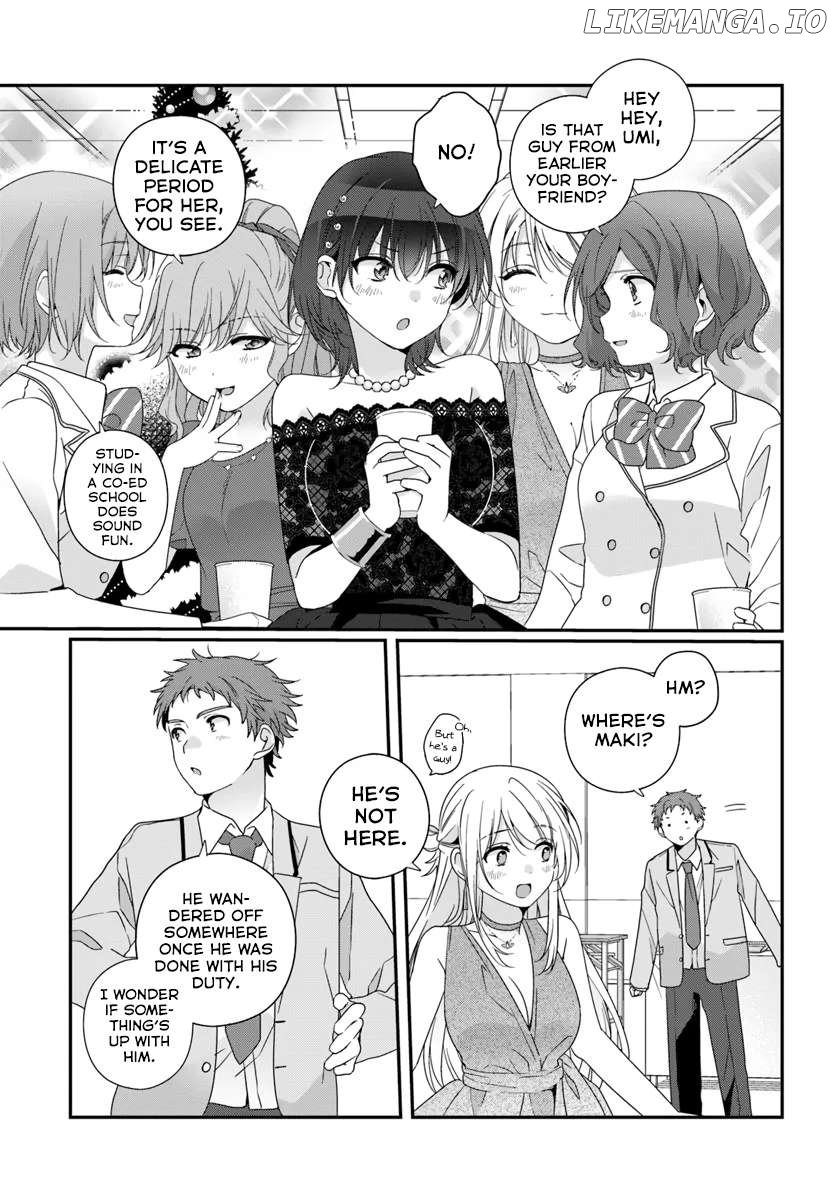 LIKEMANGA.IO
HEY
HEY,
UMI,
IS THAT
GUY FROM
EARLIER
YOUR BOY-
FRIEND?
NO!
IT'S A
DELICATE
PERIOD
FOR HER,
YOU SEE.
STUD-
YING IN
A CO-ED
SCHOOL
DOES
SOUND
FUN.
HM?
WHERE'S
MAKI?
Oh,
But
he's a
guy!
HE'S
NOT
HERE.
HE WAN-
DERED OFF
SOMEWHERE
ONCE HE WAS
DONE WITH HIS
DUTY.
I WONDER
IF SOME-
THING'S
UP WITH
HIM.